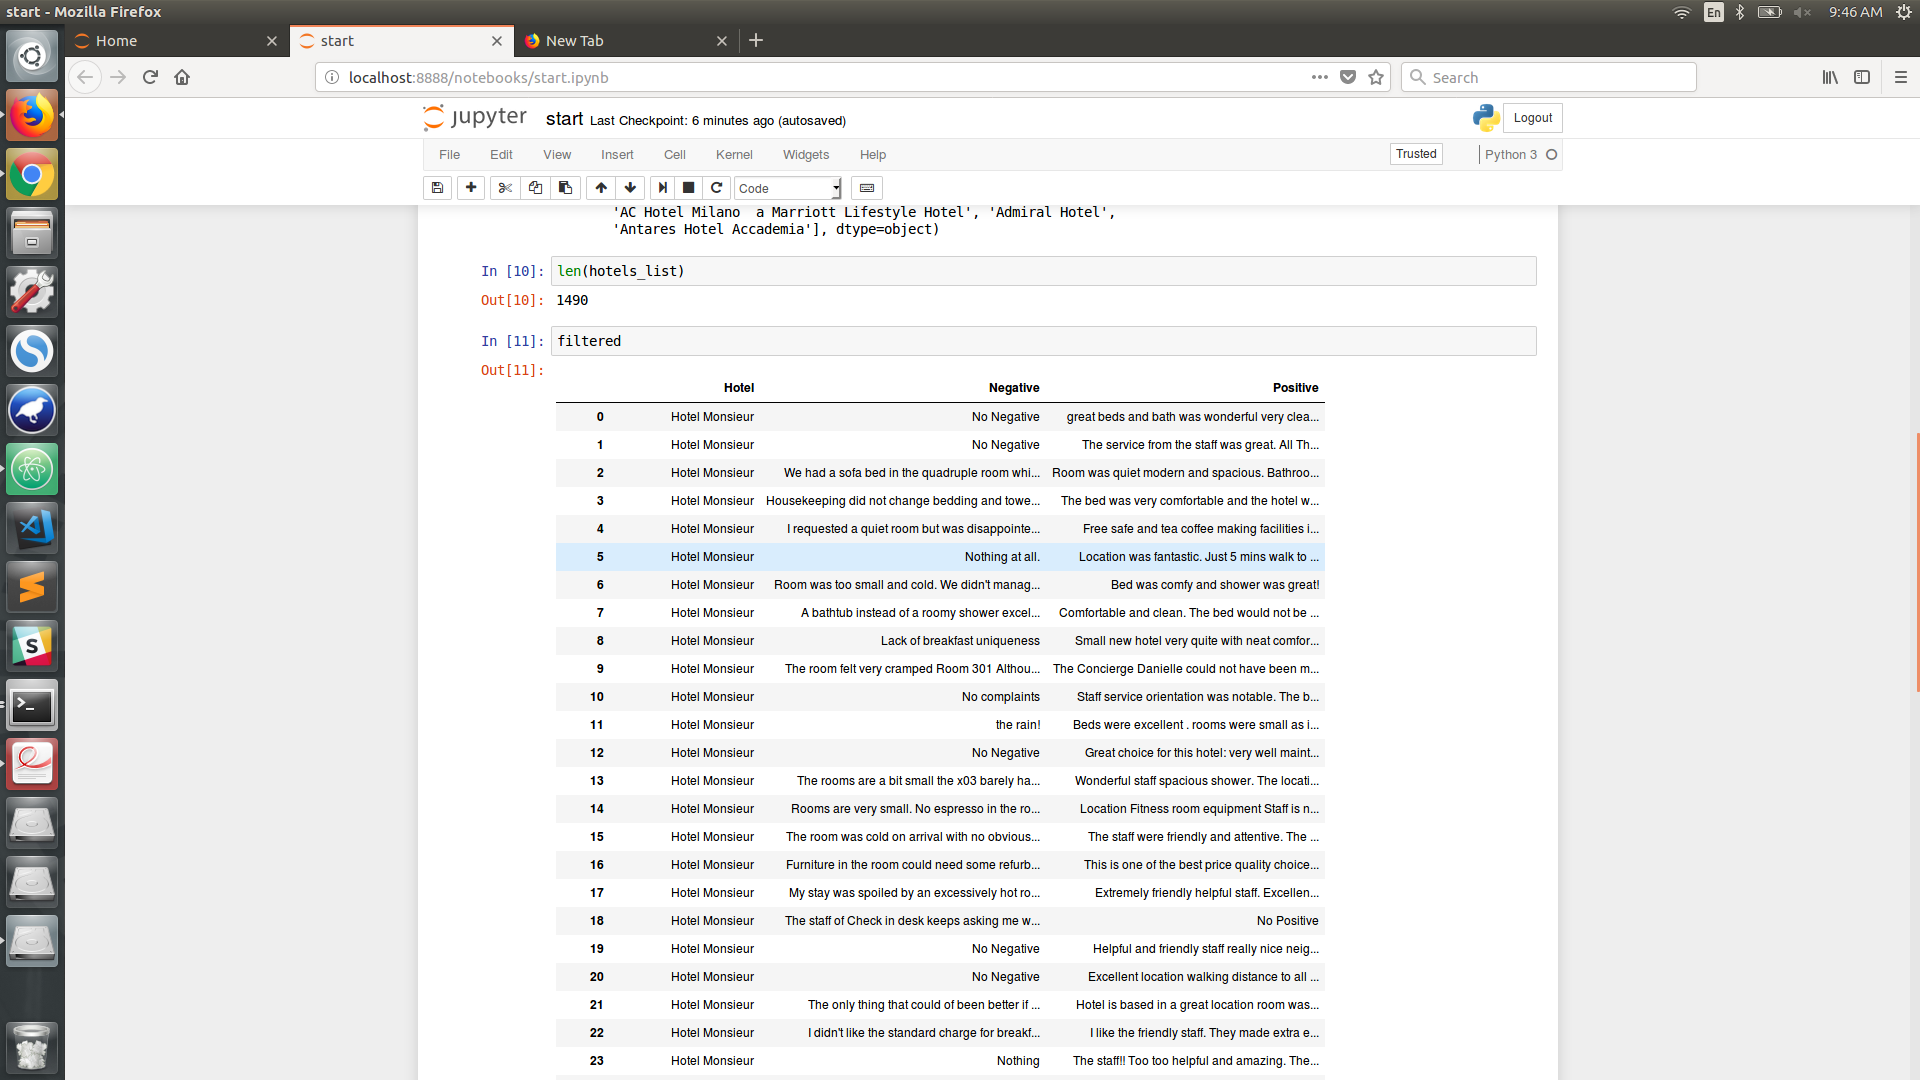 start - Mozilla Firefox
En
9:46 AM
Home
start
New Tab
localhost:8888/notebooks/start.ipynb
Search
jupyter start Last Checkpoint: 6 minutes ago (autosaved)
Logout
File Edit View Insert Cell Kernel Widgets Help
Trusted
Python 3
Code
'AC Hotel Milano  a Marriott Lifestyle Hotel', 'Admiral Hotel',
'Antares Hotel Accademia'], dtype=object)
In [10]: len(hotels_list)
Out[10]: 1490
In [11]: filtered
Out[11]:
Hotel Negative Positive
0 Hotel Monsieur No Negative great beds and bath was wonderful very clea...
1 Hotel Monsieur No Negative The service from the staff was great. All Th...
2 Hotel Monsieur We had a sofa bed in the quadruple room whi... Room was quiet modern and spacious. Bathroo...
3 Hotel Monsieur Housekeeping did not change bedding and towe... The bed was very comfortable and the hotel w...
4 Hotel Monsieur I requested a quiet room but was disappointe... Free safe and tea coffee making facilities i...
5 Hotel Monsieur Nothing at all. Location was fantastic. Just 5 mins walk to ...
6 Hotel Monsieur Room was too small and cold. We didn't manag... Bed was comfy and shower was great!
7 Hotel Monsieur A bathtub instead of a roomy shower excel... Comfortable and clean. The bed would not be ...
8 Hotel Monsieur Lack of breakfast uniqueness Small new hotel very quite with neat comfor...
9 Hotel Monsieur The room felt very cramped Room 301 Althou... The Concierge Danielle could not have been m...
10 Hotel Monsieur No complaints Staff service orientation was notable. The b...
11 Hotel Monsieur the rain! Beds were excellent . rooms were small as i...
12 Hotel Monsieur No Negative Great choice for this hotel: very well maint...
13 Hotel Monsieur The rooms are a bit small the x03 barely ha... Wonderful staff spacious shower. The locati...
14 Hotel Monsieur Rooms are very small. No espresso in the ro... Location Fitness room equipment Staff is n...
15 Hotel Monsieur The room was cold on arrival with no obvious... The staff were friendly and attentive. The ...
16 Hotel Monsieur Furniture in the room could need some refurb... This is one of the best price quality choice...
17 Hotel Monsieur My stay was spoiled by an excessively hot ro... Extremely friendly helpful staff. Excellen...
18 Hotel Monsieur The staff of Check in desk keeps asking me w... No Positive
19 Hotel Monsieur No Negative Helpful and friendly staff really nice neig...
20 Hotel Monsieur No Negative Excellent location walking distance to all ...
21 Hotel Monsieur The only thing that could of been better if ... Hotel is based in a great location room was...
22 Hotel Monsieur I didn't like the standard charge for breakf... I like the friendly staff. They made extra e...
23 Hotel Monsieur Nothing The staff!! Too too helpful and amazing. The...